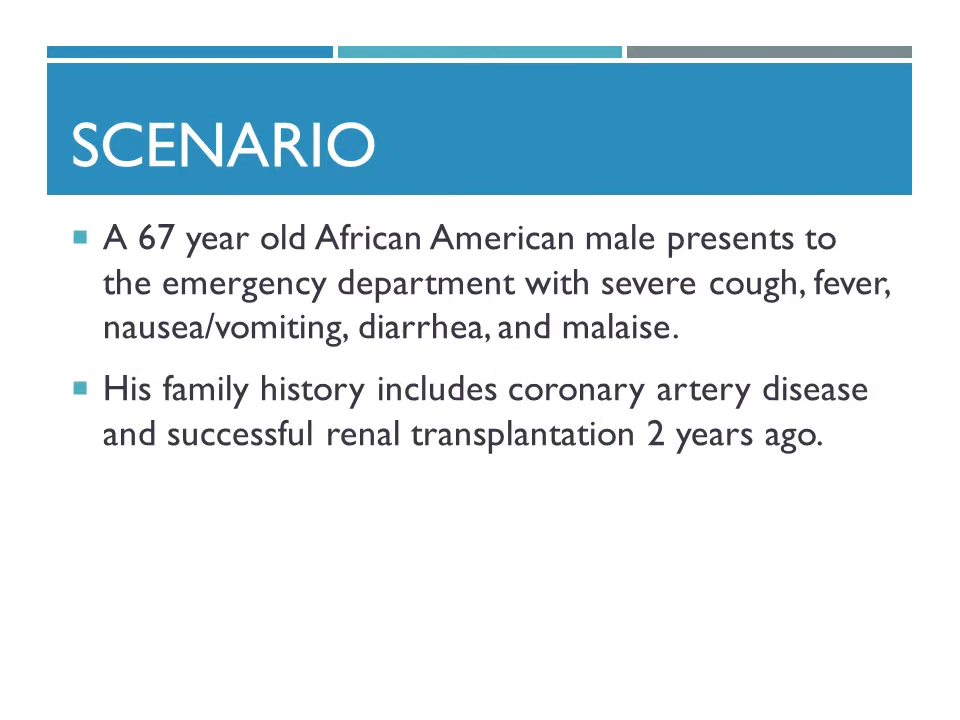 SCENARIO
A 67 year old African American male presents to
the emergency department with severe cough, fever,
nausea/vomiting, diarrhea, and malaise.
His family history includes coronary artery disease
and successful renal transplantation 2 years ago.